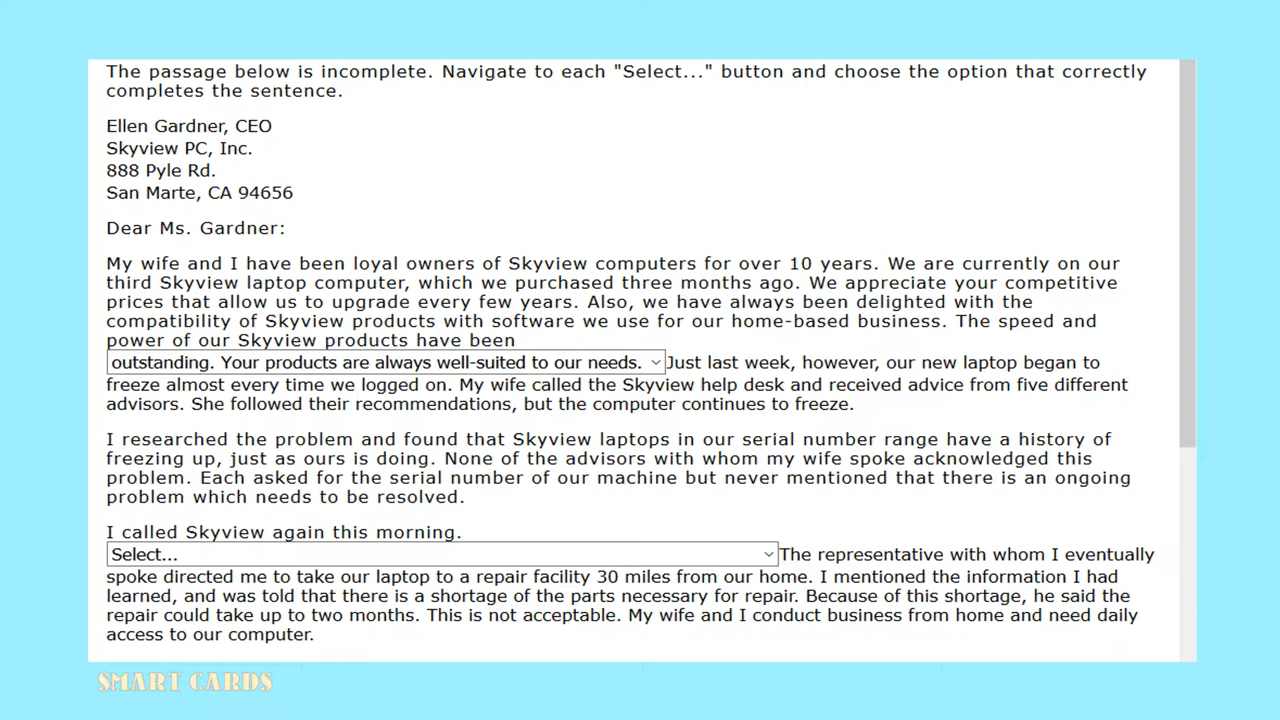 The passage below is incomplete. Navigate to each "Select..." button and choose the option that correctly
completes the sentence.
Ellen Gardner, CEO
Skyview PC, Inc.
888 Pyle Rd.
San Marte, CA 94656
Dear Ms. Gardner:
My wife and I have been loyal owners of Skyview computers for over 10 years. We are currently on our
third Skyview laptop computer, which we purchased three months ago. We appreciate your competitive
prices that allow us to upgrade every few years. Also, we have always been delighted with the
compatibility of Skyview products with software we use for our home-based business. The speed and
power of our Skyview products have been
outstanding. Your products are always well-suited to our needs. Just last week, however, our new laptop began to
freeze almost every time we logged on. My wife called the Skyview help desk and received advice from five different
advisors. She followed their recommendations, but the computer continues to freeze.
I researched the problem and found that Skyview laptops in our serial number range have a history of
freezing up, just as ours is doing. None of the advisors with whom my wife spoke acknowledged this
problem. Each asked for the serial number of our machine but never mentioned that there is an ongoing
problem which needs to be resolved.
I called Skyview again this morning.
Select... The representative with whom I eventually
spoke directed me to take our laptop to a repair facility 30 miles from our home. I mentioned the information I had
learned, and was told that there is a shortage of the parts necessary for repair. Because of this shortage, he said the
repair could take up to two months. This is not acceptable. My wife and I conduct business from home and need daily
access to our computer.
SMART CARDS